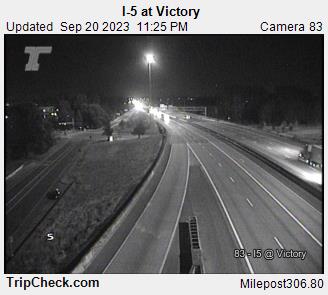 I-5 at Victory
Updated Sep 20 2023 11:25 PM Camera 83
T
S
83 - I5 @ Victory
TripCheck.com Milepost306.80